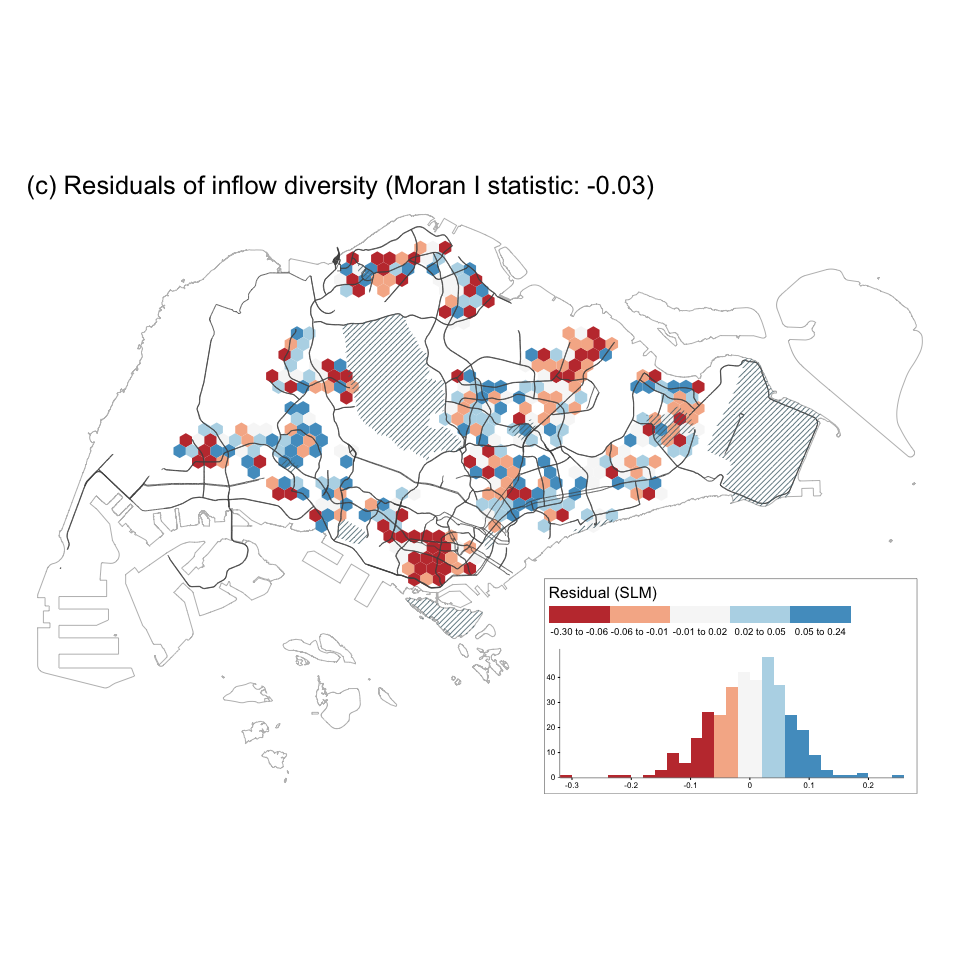 (c) Residuals of inflow diversity (Moran I statistic: -0.03)
Residual (SLM)
-0.30 to -0.06 -0.06 to -0.01 -0.01 to 0.02 0.02 to 0.05 0.05 to 0.24
40
30
20
10
0
-0.3 -0.2 -0.1 0 0.1 0.2